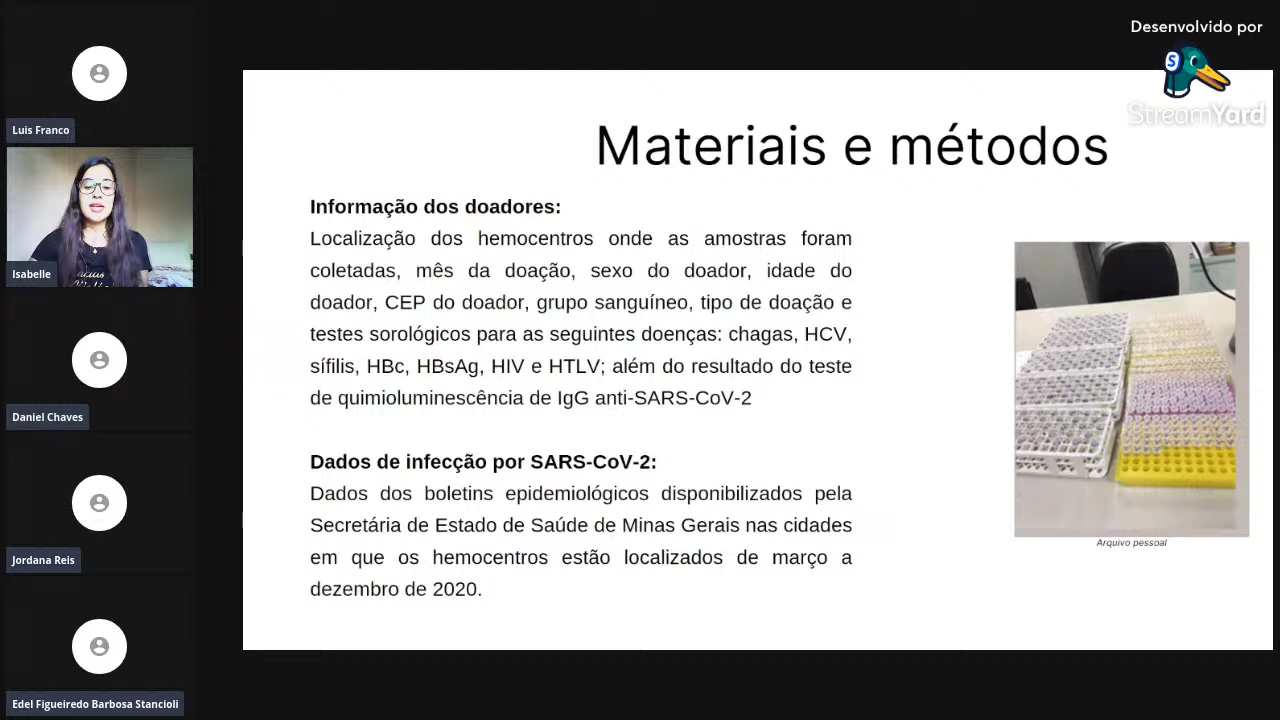 Desenvolvido por
StreamYard
Luis Franco
Isabelle
Daniel Chaves
Jordana Reis
Edel Figueiredo Barbosa Stancioli
Materiais e métodos
Informação dos doadores:
Localização dos hemocentros onde as amostras foram
coletadas, mês da doação, sexo do doador, idade do
doador, CEP do doador, grupo sanguíneo, tipo de doação e
testes sorológicos para as seguintes doenças: chagas, HCV,
sífilis, HBc, HBsAg, HIV e HTLV; além do resultado do teste
de quimioluminescência de IgG anti-SARS-CoV-2
Dados de infecção por SARS-CoV-2:
Dados dos boletins epidemiológicos disponibilizados pela
Secretária de Estado de Saúde de Minas Gerais nas cidades
em que os hemocentros estão localizados de março a
dezembro de 2020.
Arquivo pessoal